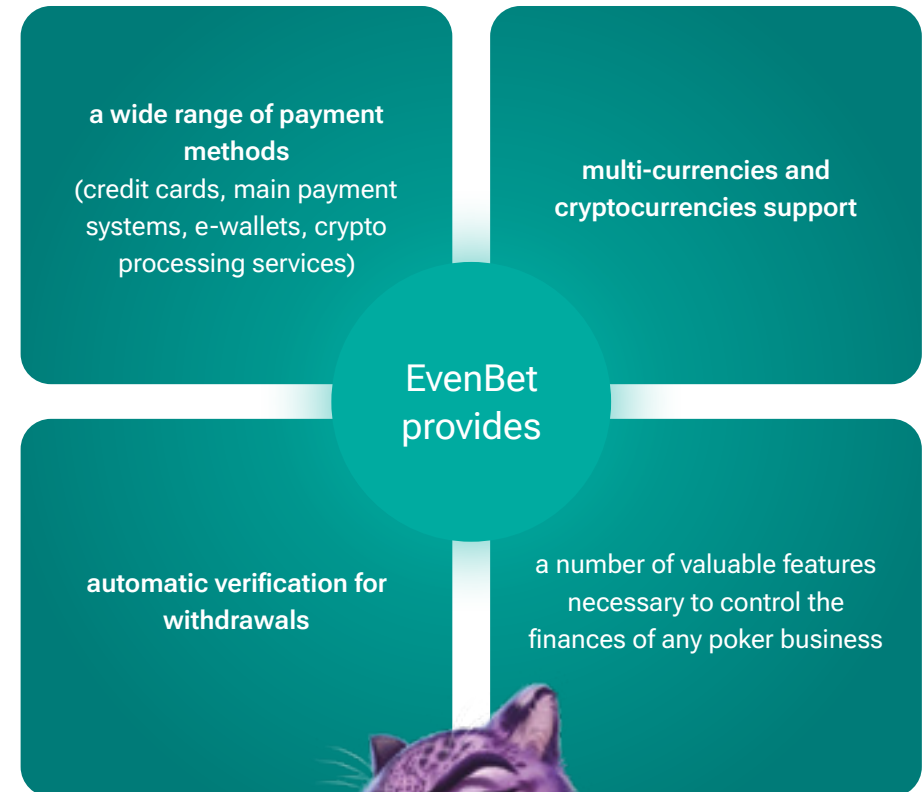 a wide range of payment
methods
(credit cards, main payment
systems, e-wallets, crypto
processing services)
multi-currencies and
cryptocurrencies support
EvenBet
provides
automatic verification for
withdrawals
a number of valuable features
necessary to control the
finances of any poker business